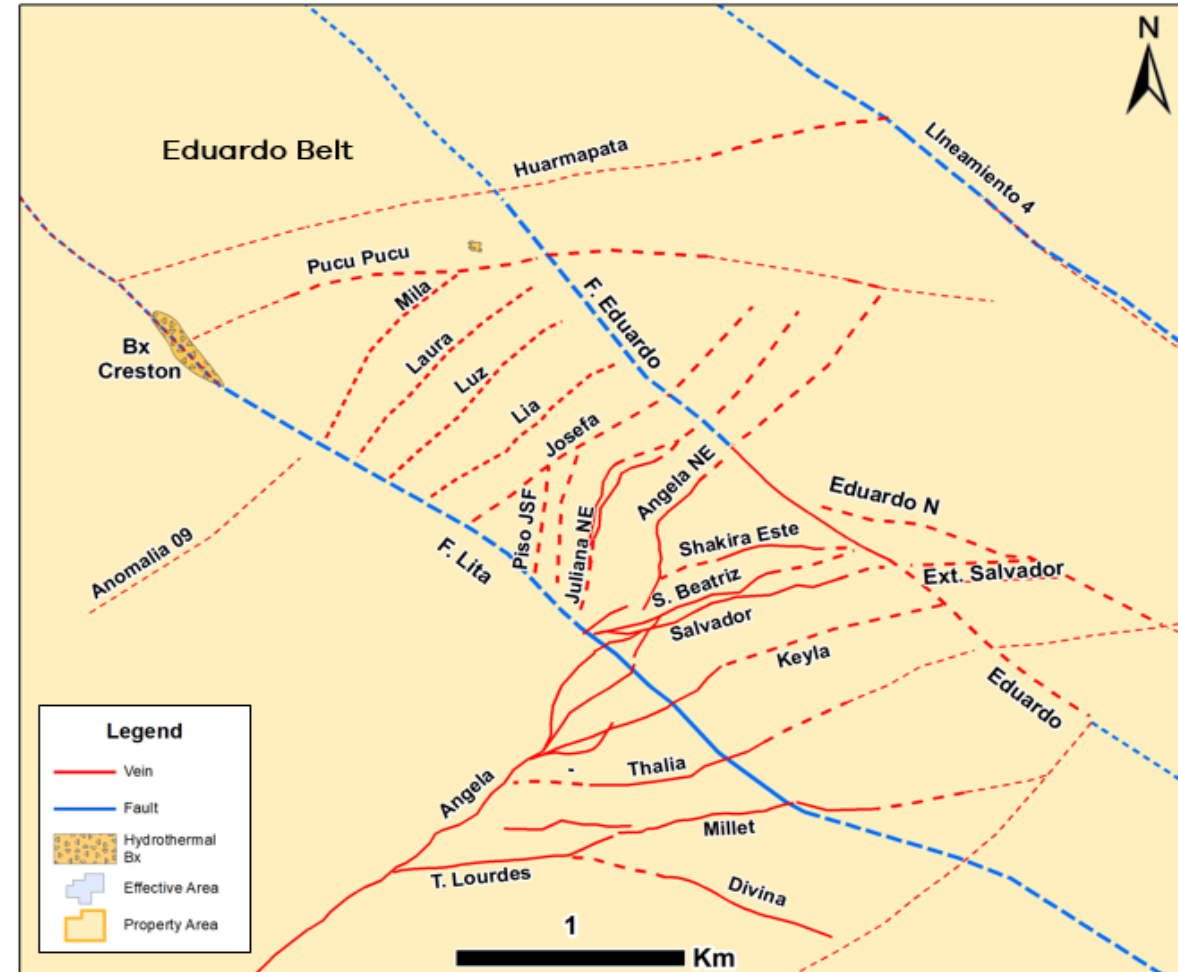 N
Eduardo Belt
Huarmapata
LIneamiento 4
Pucu Pucu
Mila
F. Eduardo
Bx
Creston
Laura
Luz
Lia
Josefa
Angela NE
Piso JSF
Juliana NE
Eduardo N
Shakira Este
Anomalia 09
F. Lita
S. Beatriz
Ext. Salvador
Salvador
Keyla
Eduardo
Legend
Vein
Fault
Hydrothermal
Bx
Effective Area
Property Area
Angela
-
Thalia
Millet
T. Lourdes
Divina
1
Km